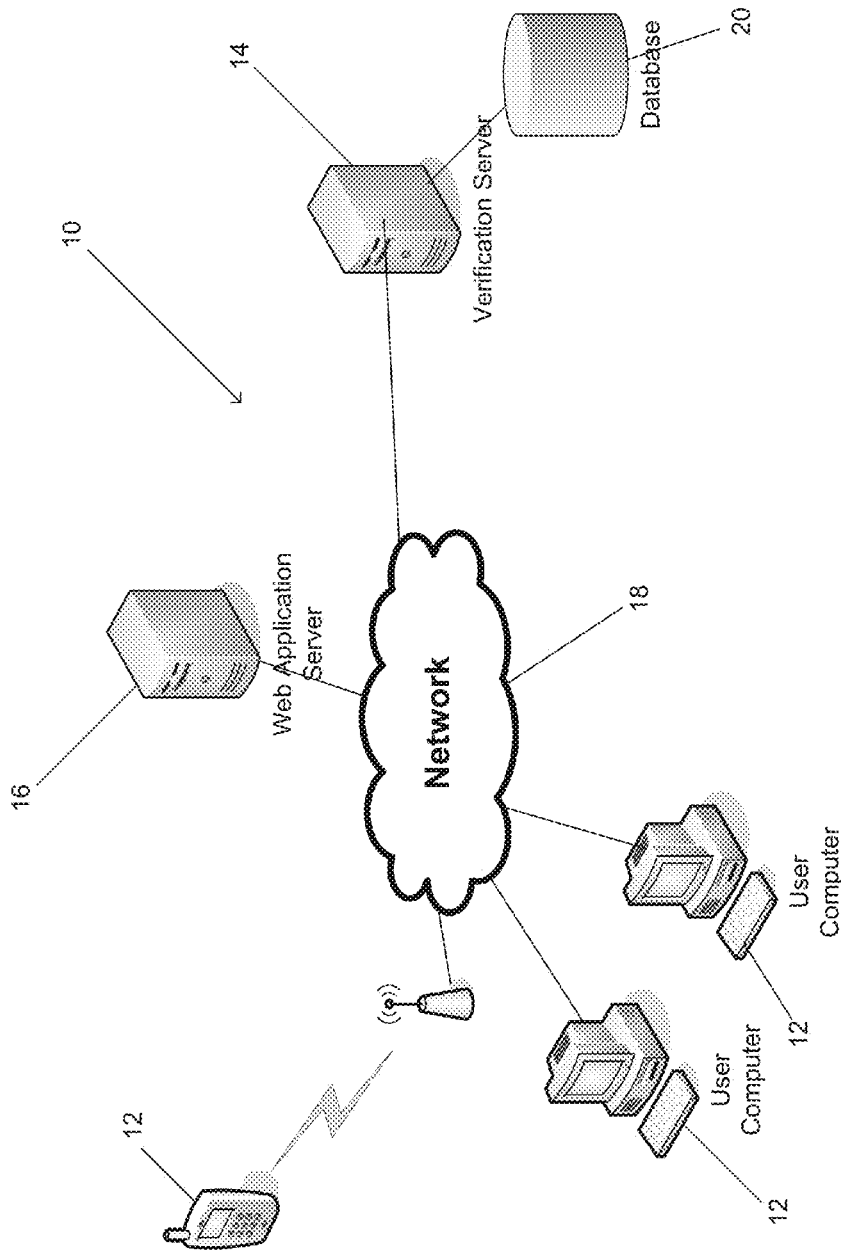 10
16
14
Web Application
Server
Verification Server
12
Network
18
Database
20
User
Computer
12
User
Computer
12